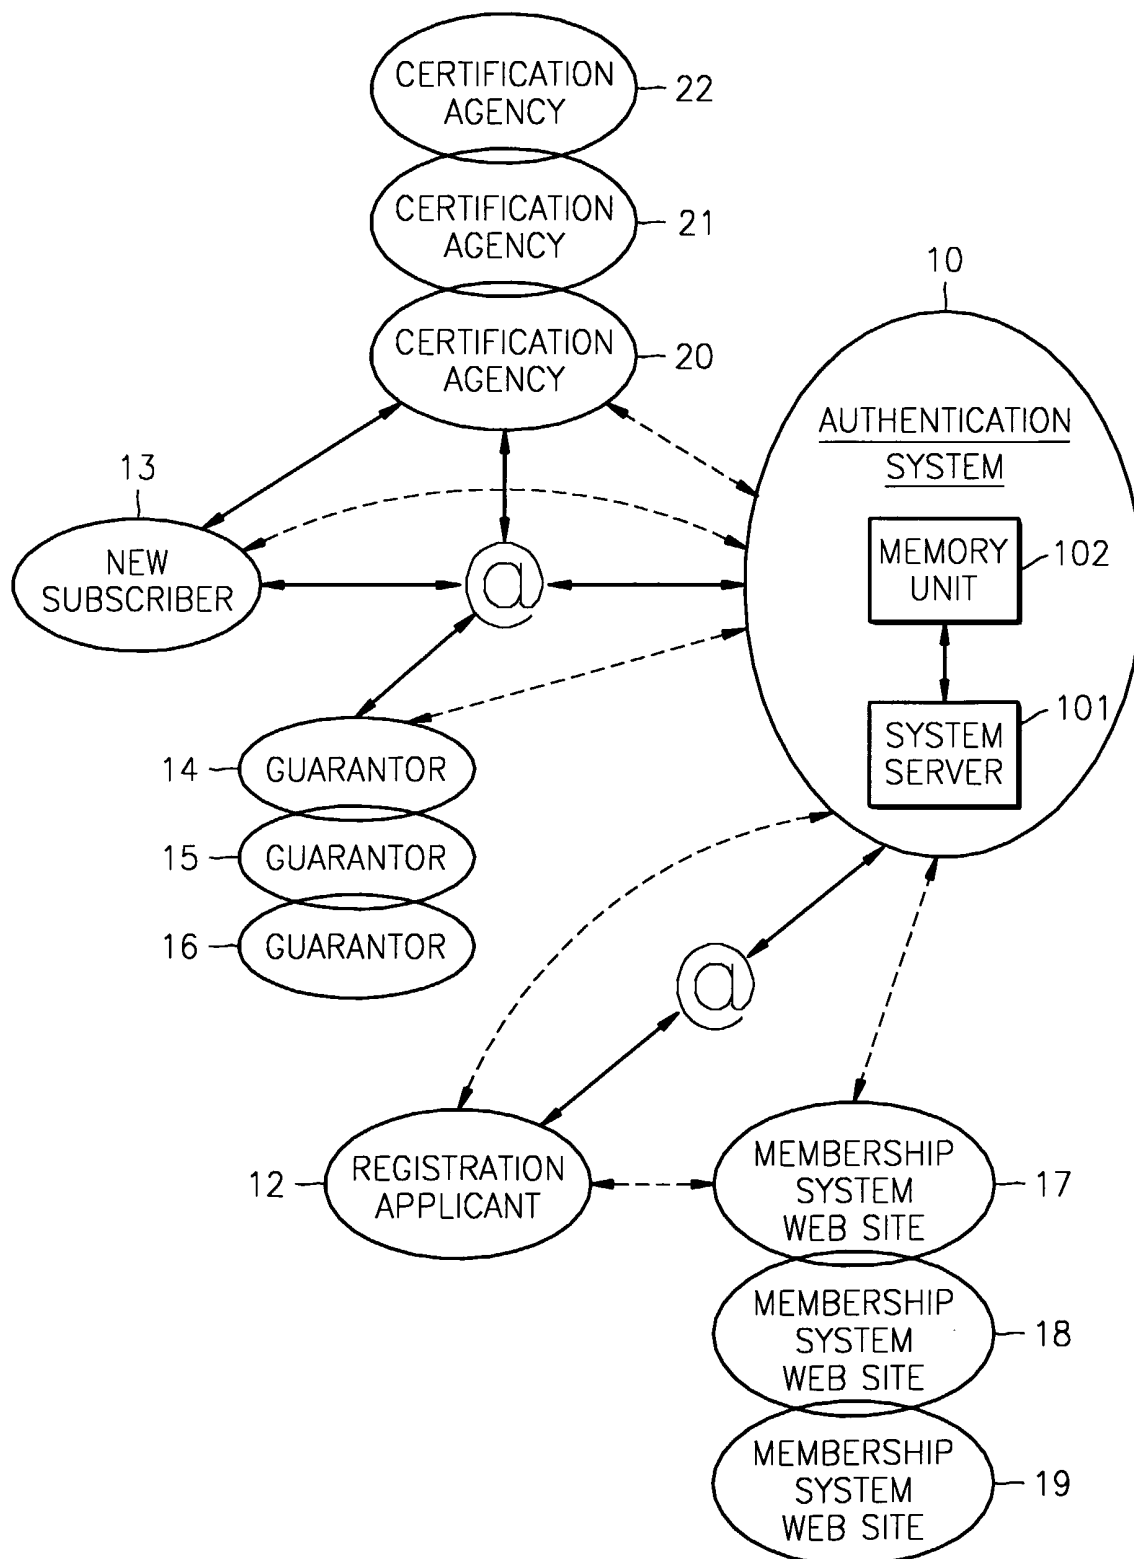 CERTIFICATION
AGENCY
22
CERTIFICATION
AGENCY
21
CERTIFICATION
AGENCY
20
10
AUTHENTICATION
SYSTEM
MEMORY
UNIT
102
SYSTEM
SERVER
101
13
NEW
SUBSCRIBER
@
14
GUARANTOR
15
GUARANTOR
16
GUARANTOR
@
12
REGISTRATION
APPLICANT
MEMBERSHIP
SYSTEM
WEB SITE
17
MEMBERSHIP
SYSTEM
WEB SITE
18
MEMBERSHIP
SYSTEM
WEB SITE
19